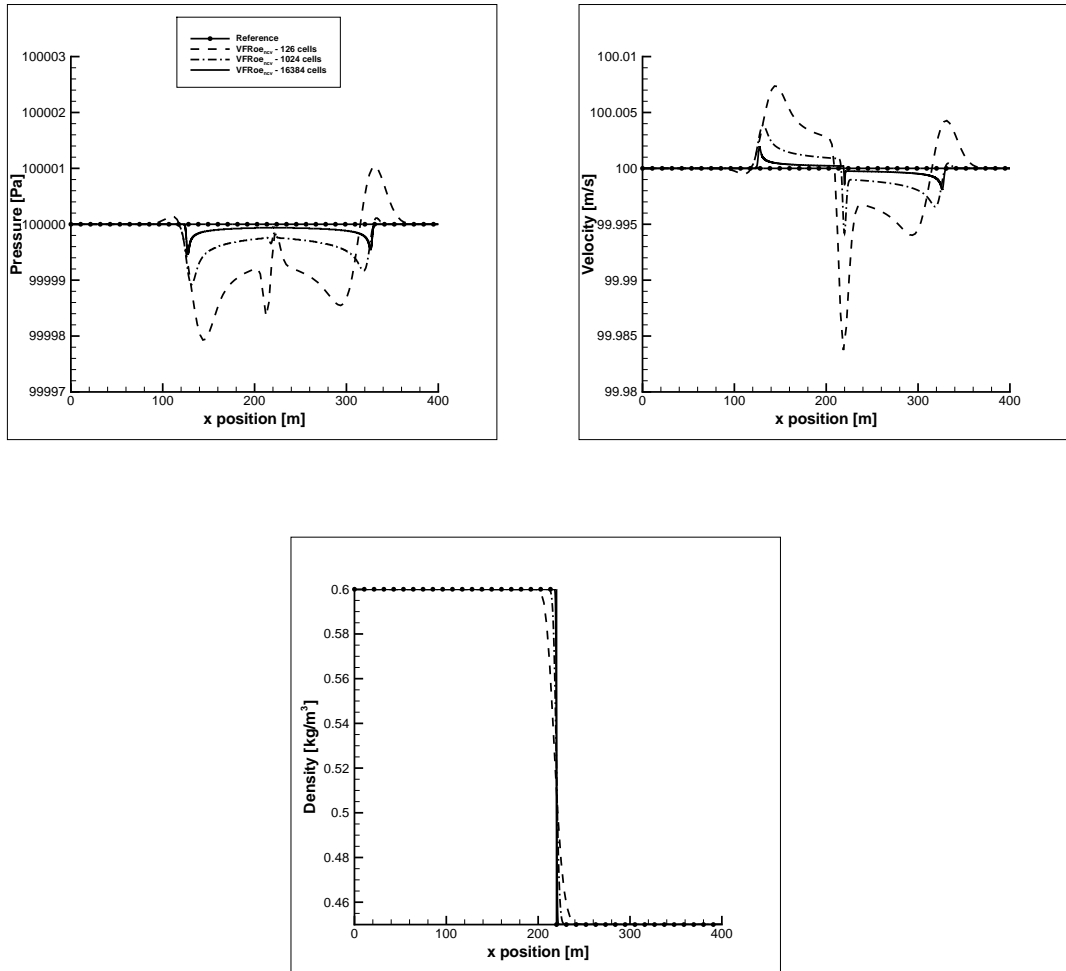 Reference
VFRoe_ncv - 126 cells
VFRoe_ncv - 1024 cells
VFRoe_ncv - 16384 cells
100003
100002
100001
100000
99999
99998
99997
Pressure [Pa]
0 100 200 300 400
x position [m]
100.01
100.005
100
99.995
99.99
99.985
99.98
Velocity [m/s]
0 100 200 300 400
x position [m]
0.6
0.58
0.56
0.54
0.52
0.5
0.48
0.46
Density [kg/m³]
0 200 400
x position [m]